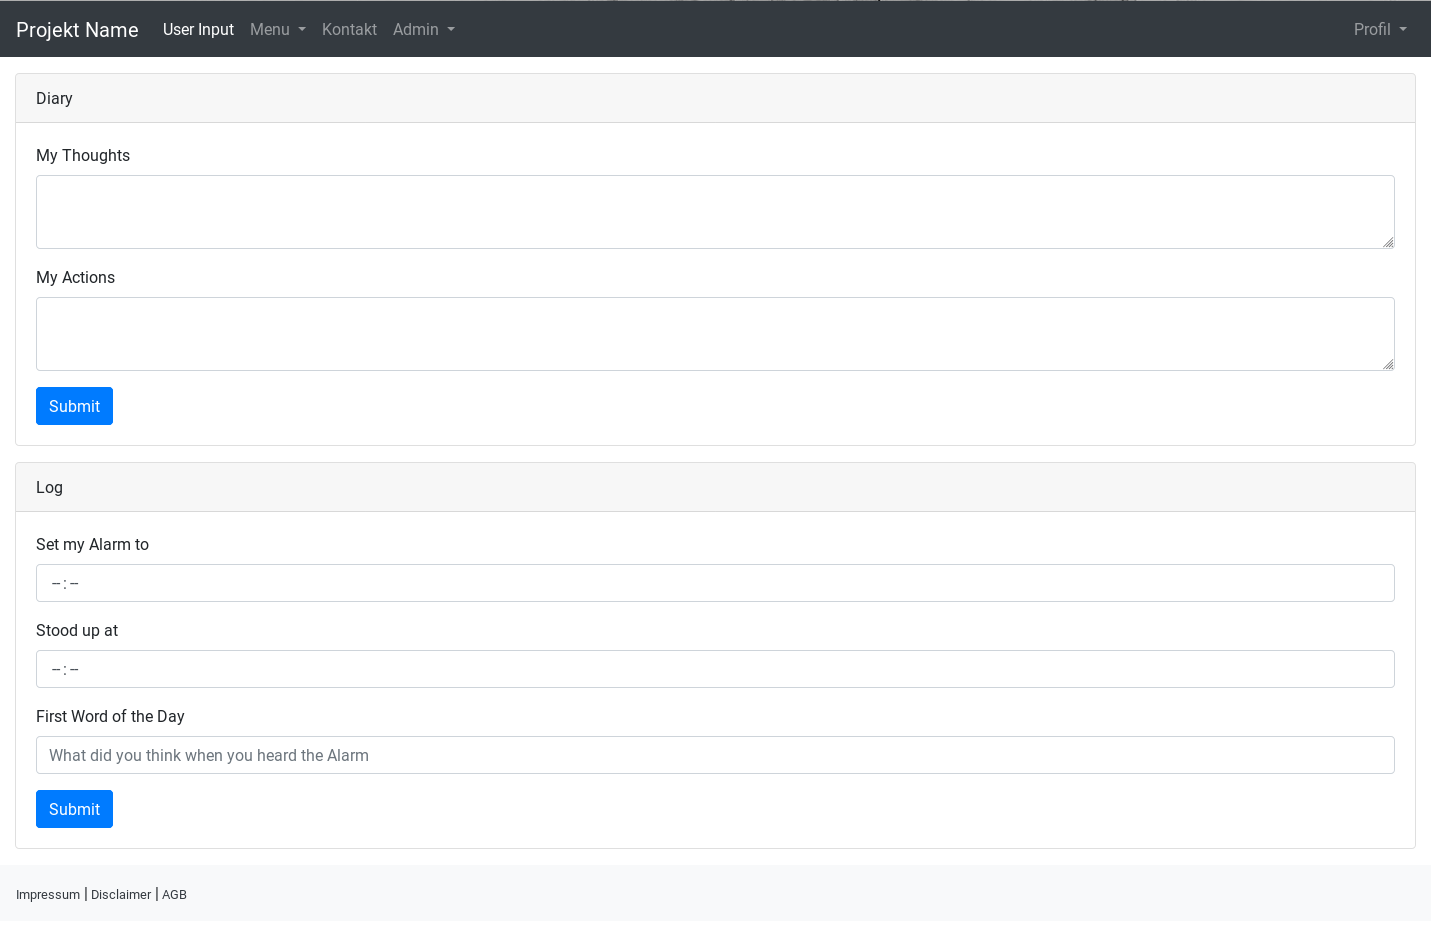 Projekt Name User Input Menu Kontakt Admin Profil
Diary
My Thoughts
My Actions
Submit
Log
Set my Alarm to
--:--
Stood up at
--:--
First Word of the Day
What did you think when you heard the Alarm
Submit
Impressum | Disclaimer | AGB